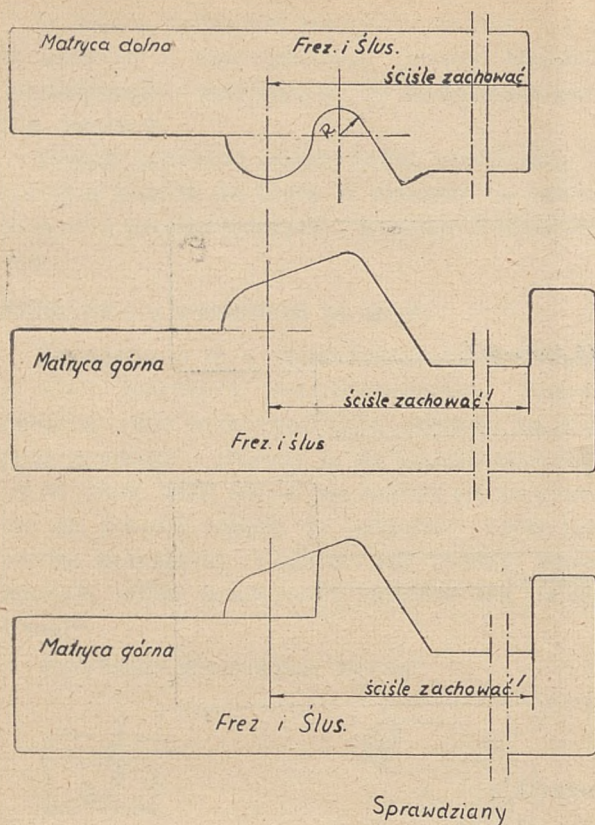 Matryca dolna
Frez. i Ślus.
ściśle zachować
R
Matryca górna
ściśle zachować!
Frez. i ślus
Matryca górna
ściśle zachować!
Frez i Ślus.
Sprawdziany